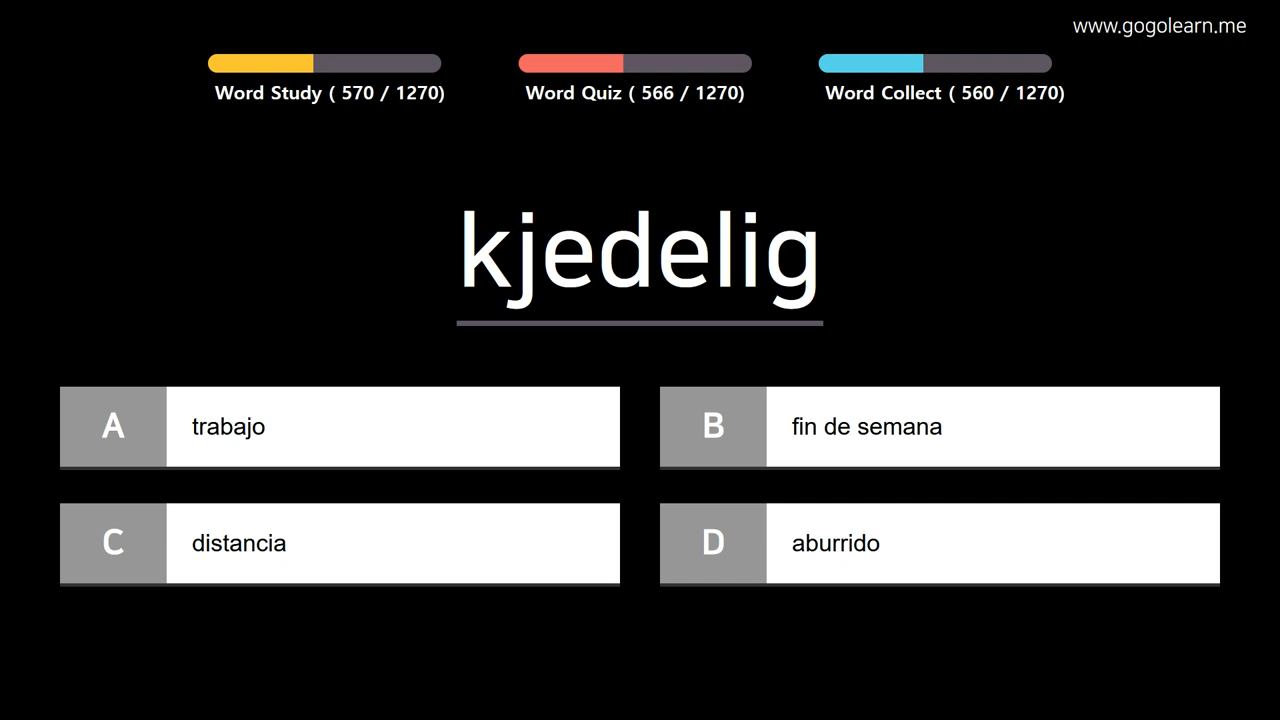 www.gogolearn.me
Word Study ( 570 / 1270)
Word Quiz ( 566 / 1270)
Word Collect ( 560 / 1270)
kjedelig
A trabajo
B fin de semana
C distancia
D aburrido